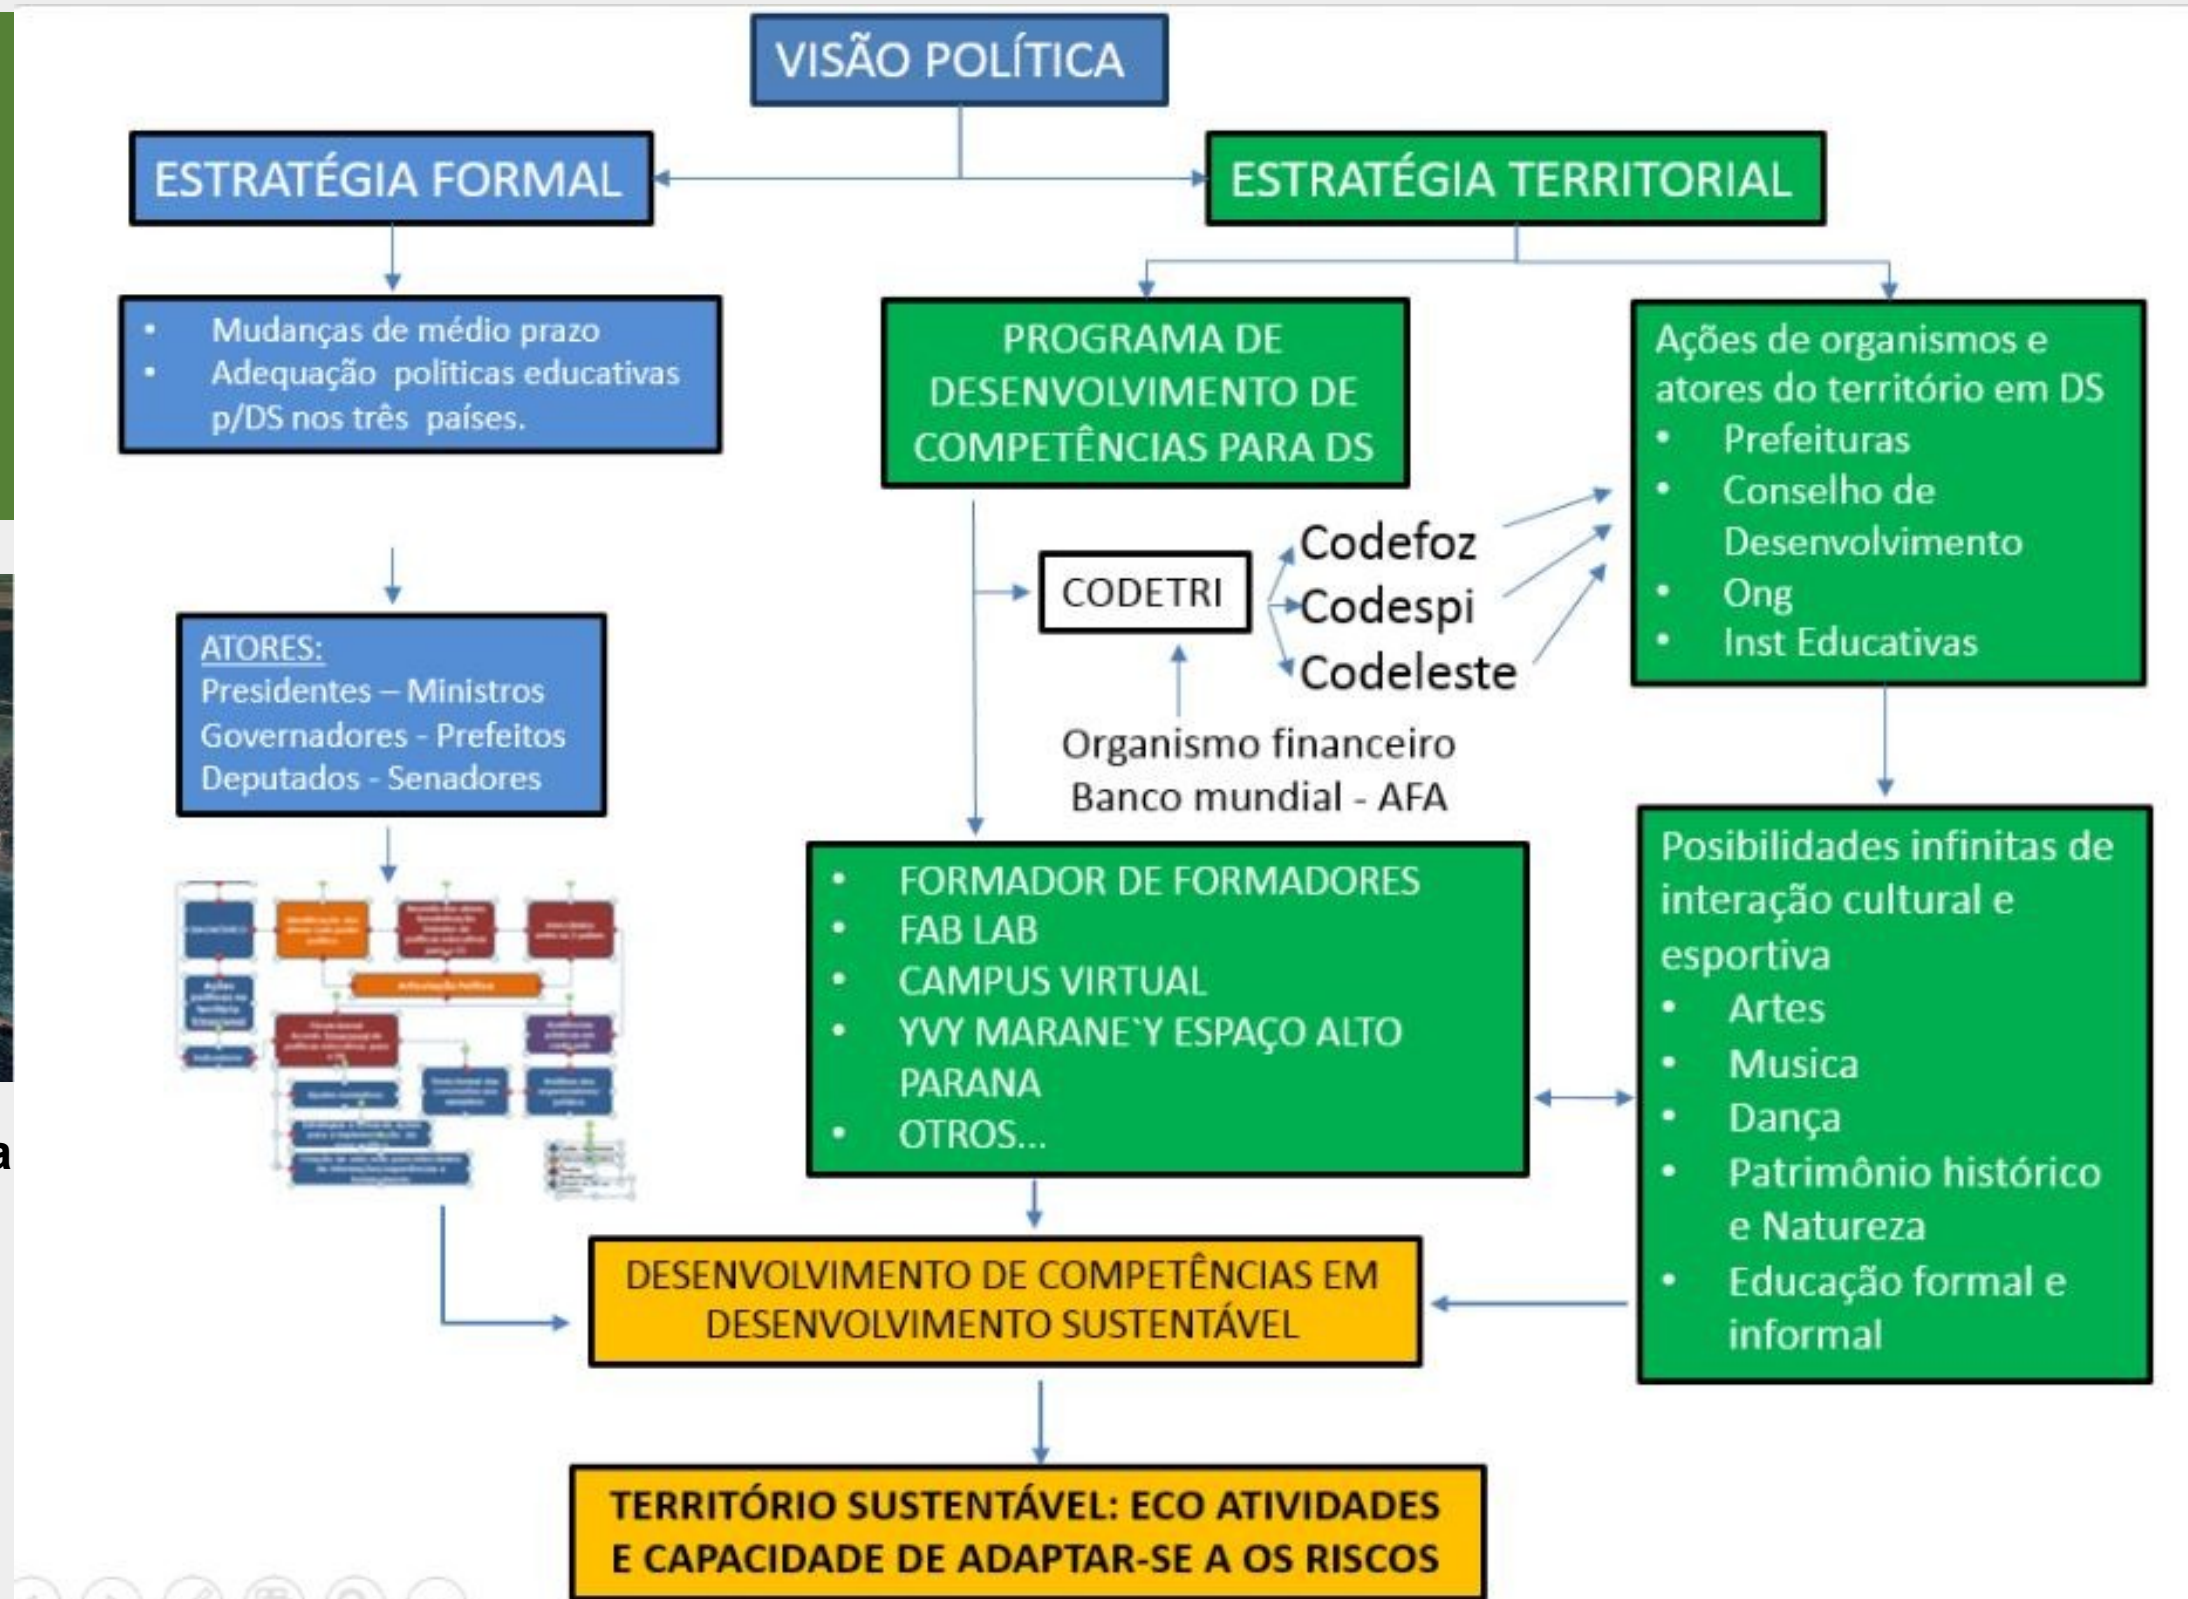 VISÃO POLÍTICA
ESTRATÉGIA FORMAL
ESTRATÉGIA TERRITORIAL
• Mudanças de médio prazo
• Adequação politicas educativas
p/DS nos três países.
PROGRAMA DE
DESENVOLVIMENTO DE
COMPETÊNCIAS PARA DS
Ações de organismos e
atores do território em DS
• Prefeituras
• Conselho de
Desenvolvimento
• Ong
• Inst Educativas
CODETRI
Codefoz
Codespi
Codeleste
Organismo financeiro
Banco mundial - AFA
ATORES:
Presidentes – Ministros
Governadores - Prefeitos
Deputados - Senadores
Articulação Política
• FORMADOR DE FORMADORES
• FAB LAB
• CAMPUS VIRTUAL
• YVY MARANE`Y ESPAÇO ALTO
PARANA
• OTROS...
Posibilidades infinitas de
interação cultural e
esportiva
• Artes
• Musica
• Dança
• Patrimônio histórico
e Natureza
• Educação formal e
informal
a
DESENVOLVIMENTO DE COMPETÊNCIAS EM
DESENVOLVIMENTO SUSTENTÁVEL
TERRITÓRIO SUSTENTÁVEL: ECO ATIVIDADES
E CAPACIDADE DE ADAPTAR-SE A OS RISCOS